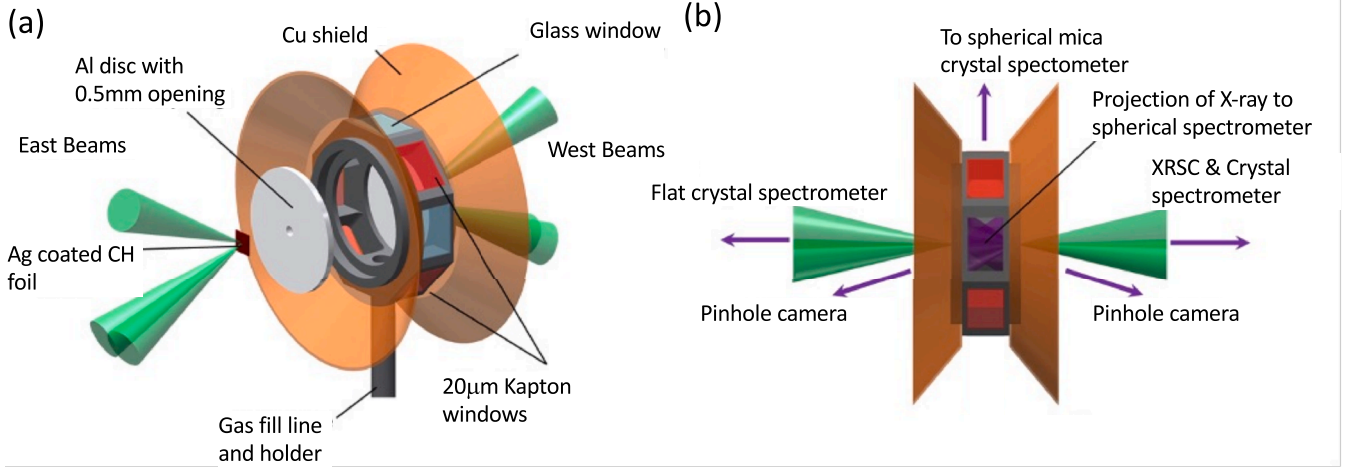 (a)
Cu shield
Glass window
Al disc with
0.5mm opening
East Beams
West Beams
Ag coated CH
foil
20μm Kapton
windows
Gas fill line
and holder
(b)
To spherical mica
crystal spectometer
Projection of X-ray to
spherical spectrometer
XRSC & Crystal
spectrometer
Flat crystal spectrometer
Pinhole camera
Pinhole camera